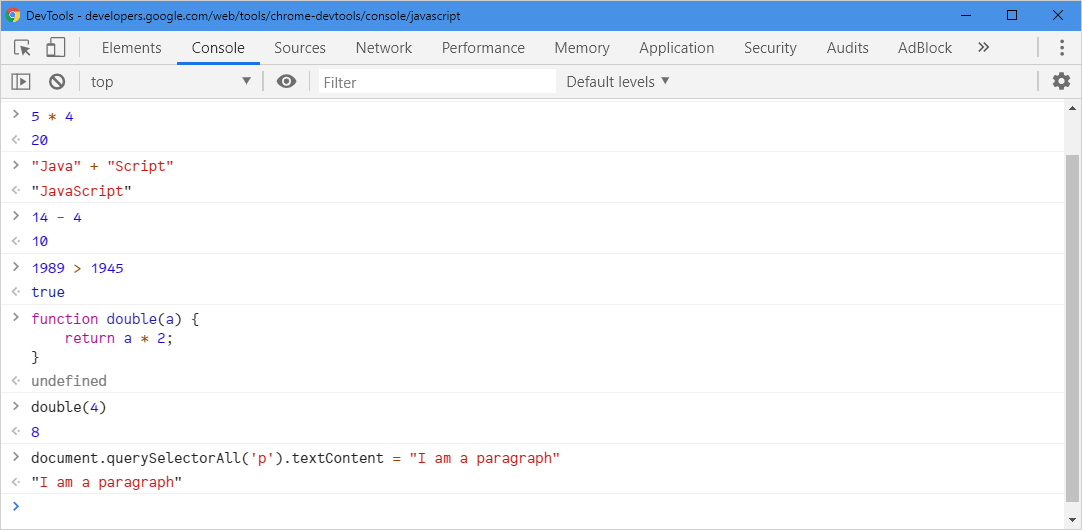 DevTools - developers.google.com/web/tools/chrome-devtools/console/javascript
Elements Console Sources Network Performance Memory Application Security Audits AdBlock »
top Filter Default levels
> 5 * 4
<· 20
> "Java" + "Script"
<· "JavaScript"
> 14 - 4
<· 10
> 1989 > 1945
<· true
> function double(a) {
    return a * 2;
}
<· undefined
> double(4)
<· 8
> document.querySelectorAll('p').textContent = "I am a paragraph"
<· "I am a paragraph"
>